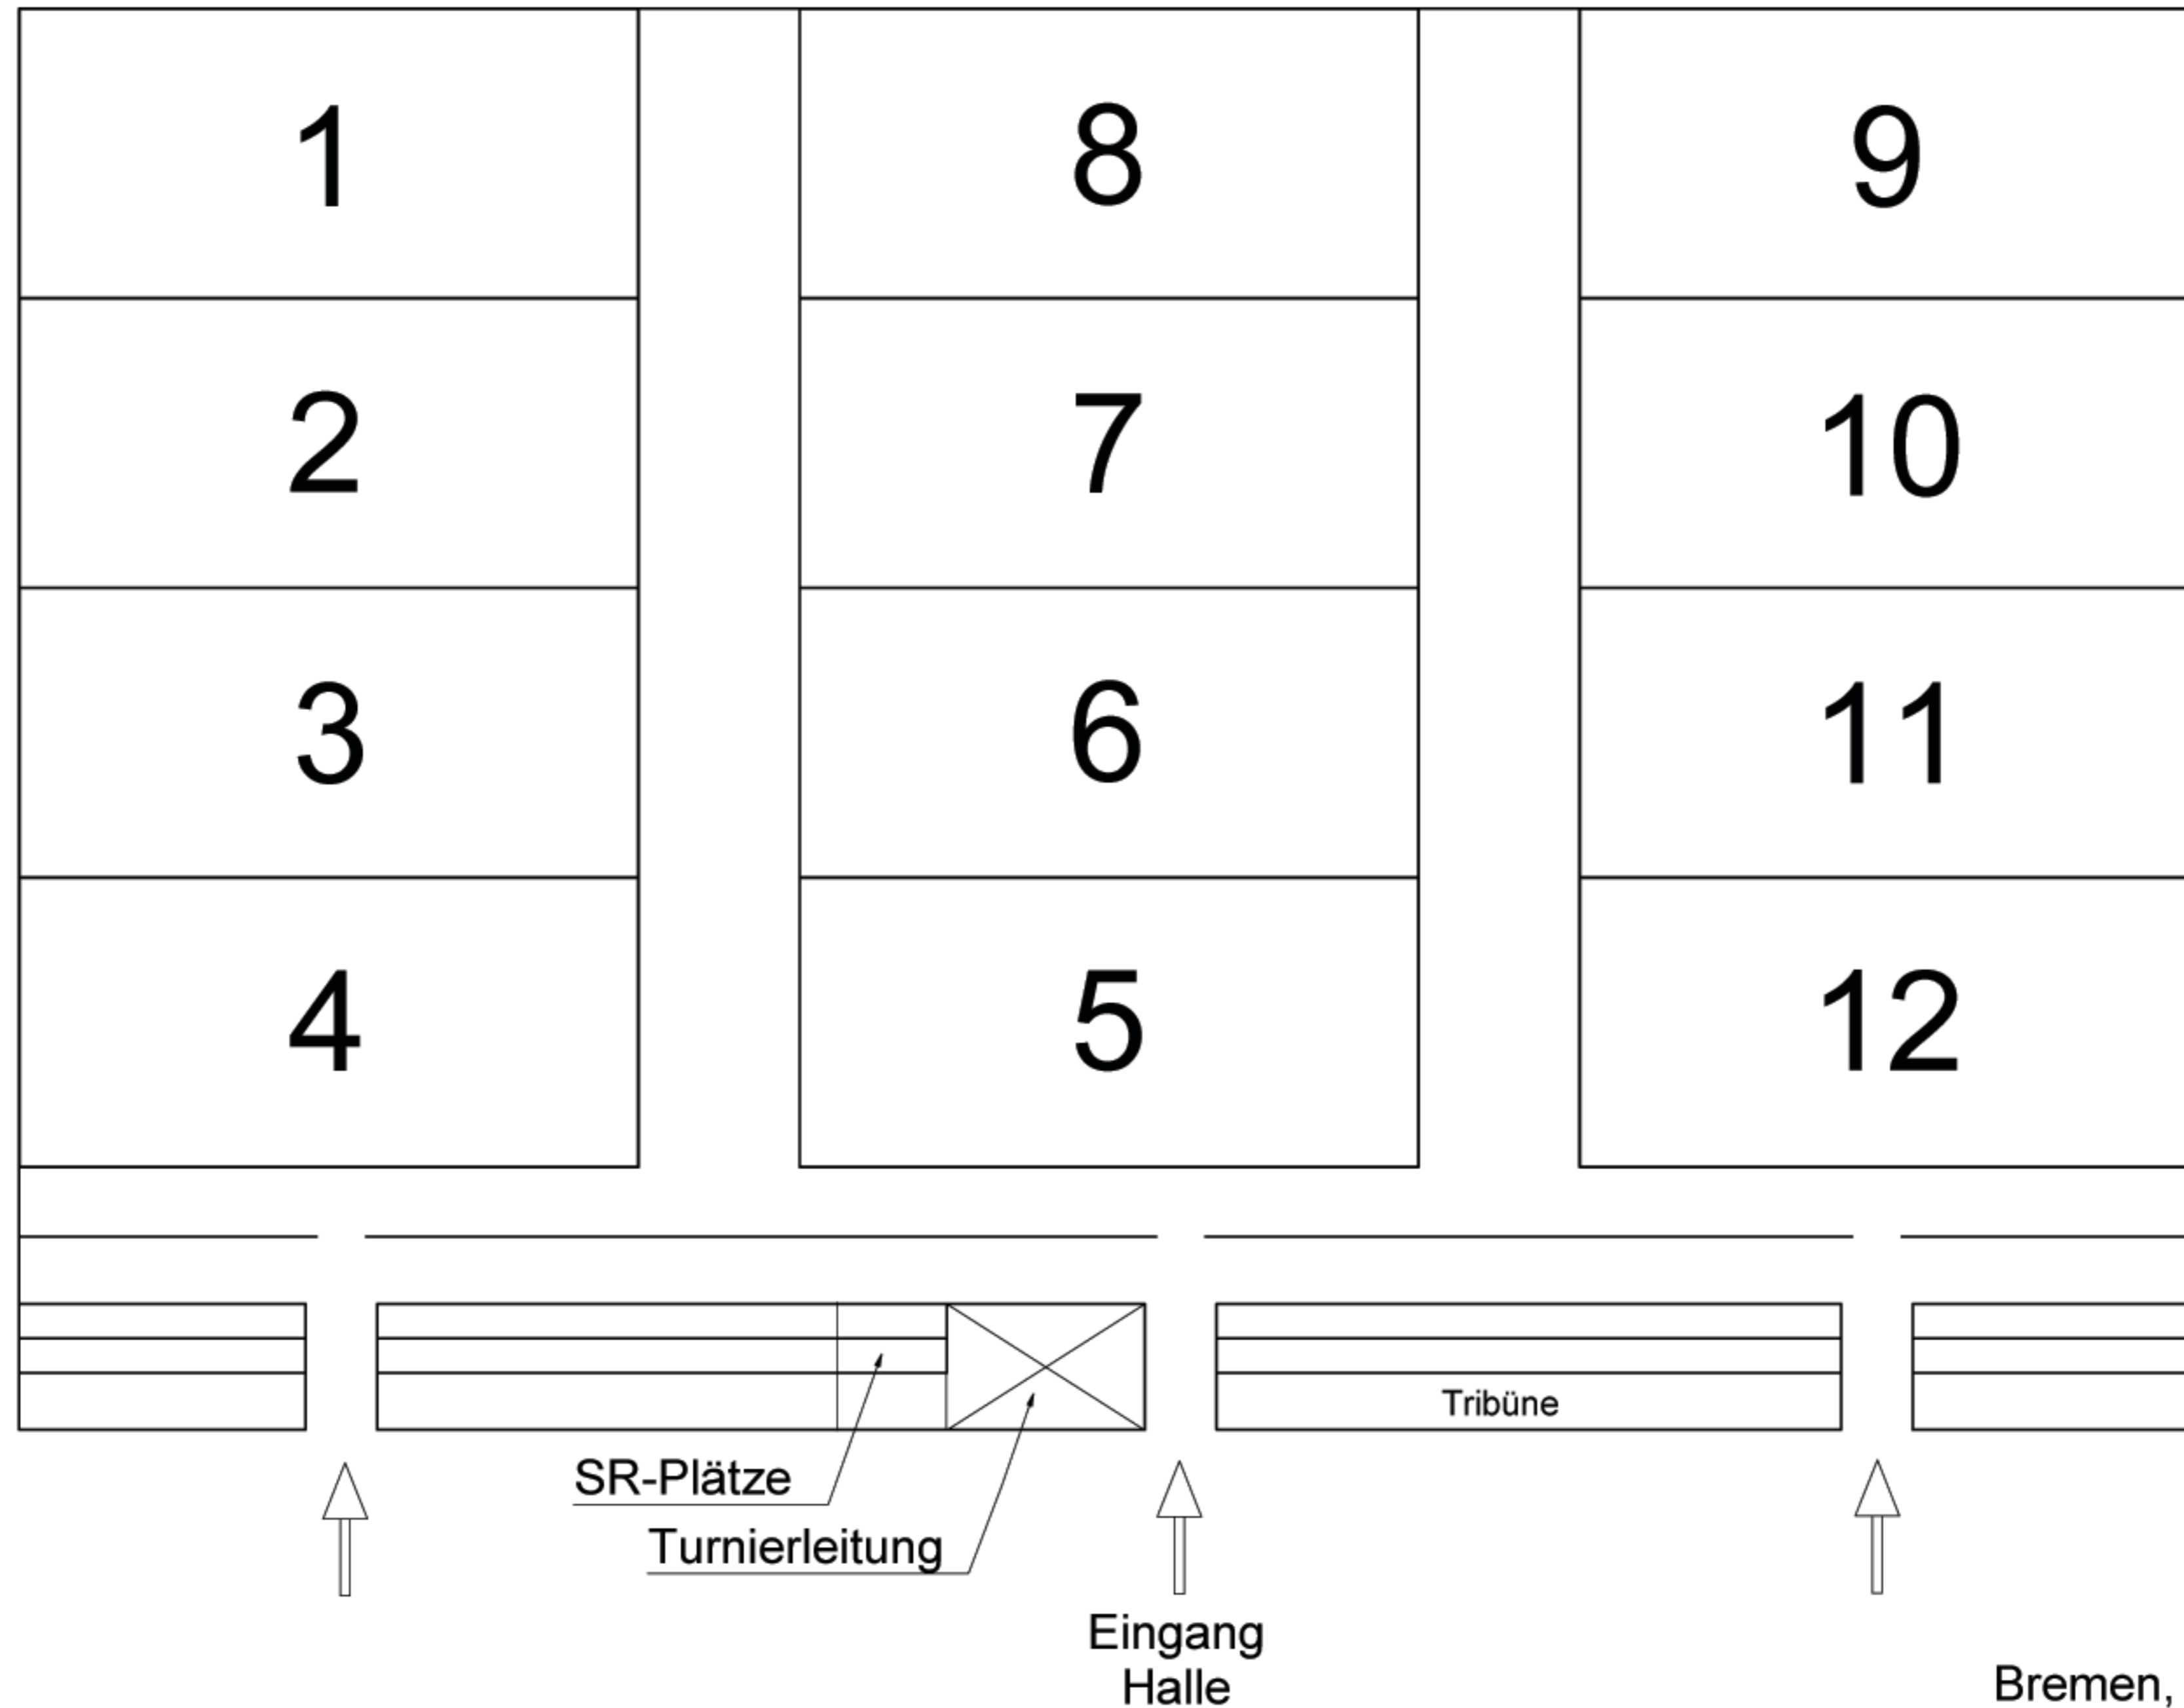 1 8 9
2 7 10
3 6 11
4 5 12
Tribüne
SR-Plätze
Turnierleitung
Eingang
Halle
Bremen,